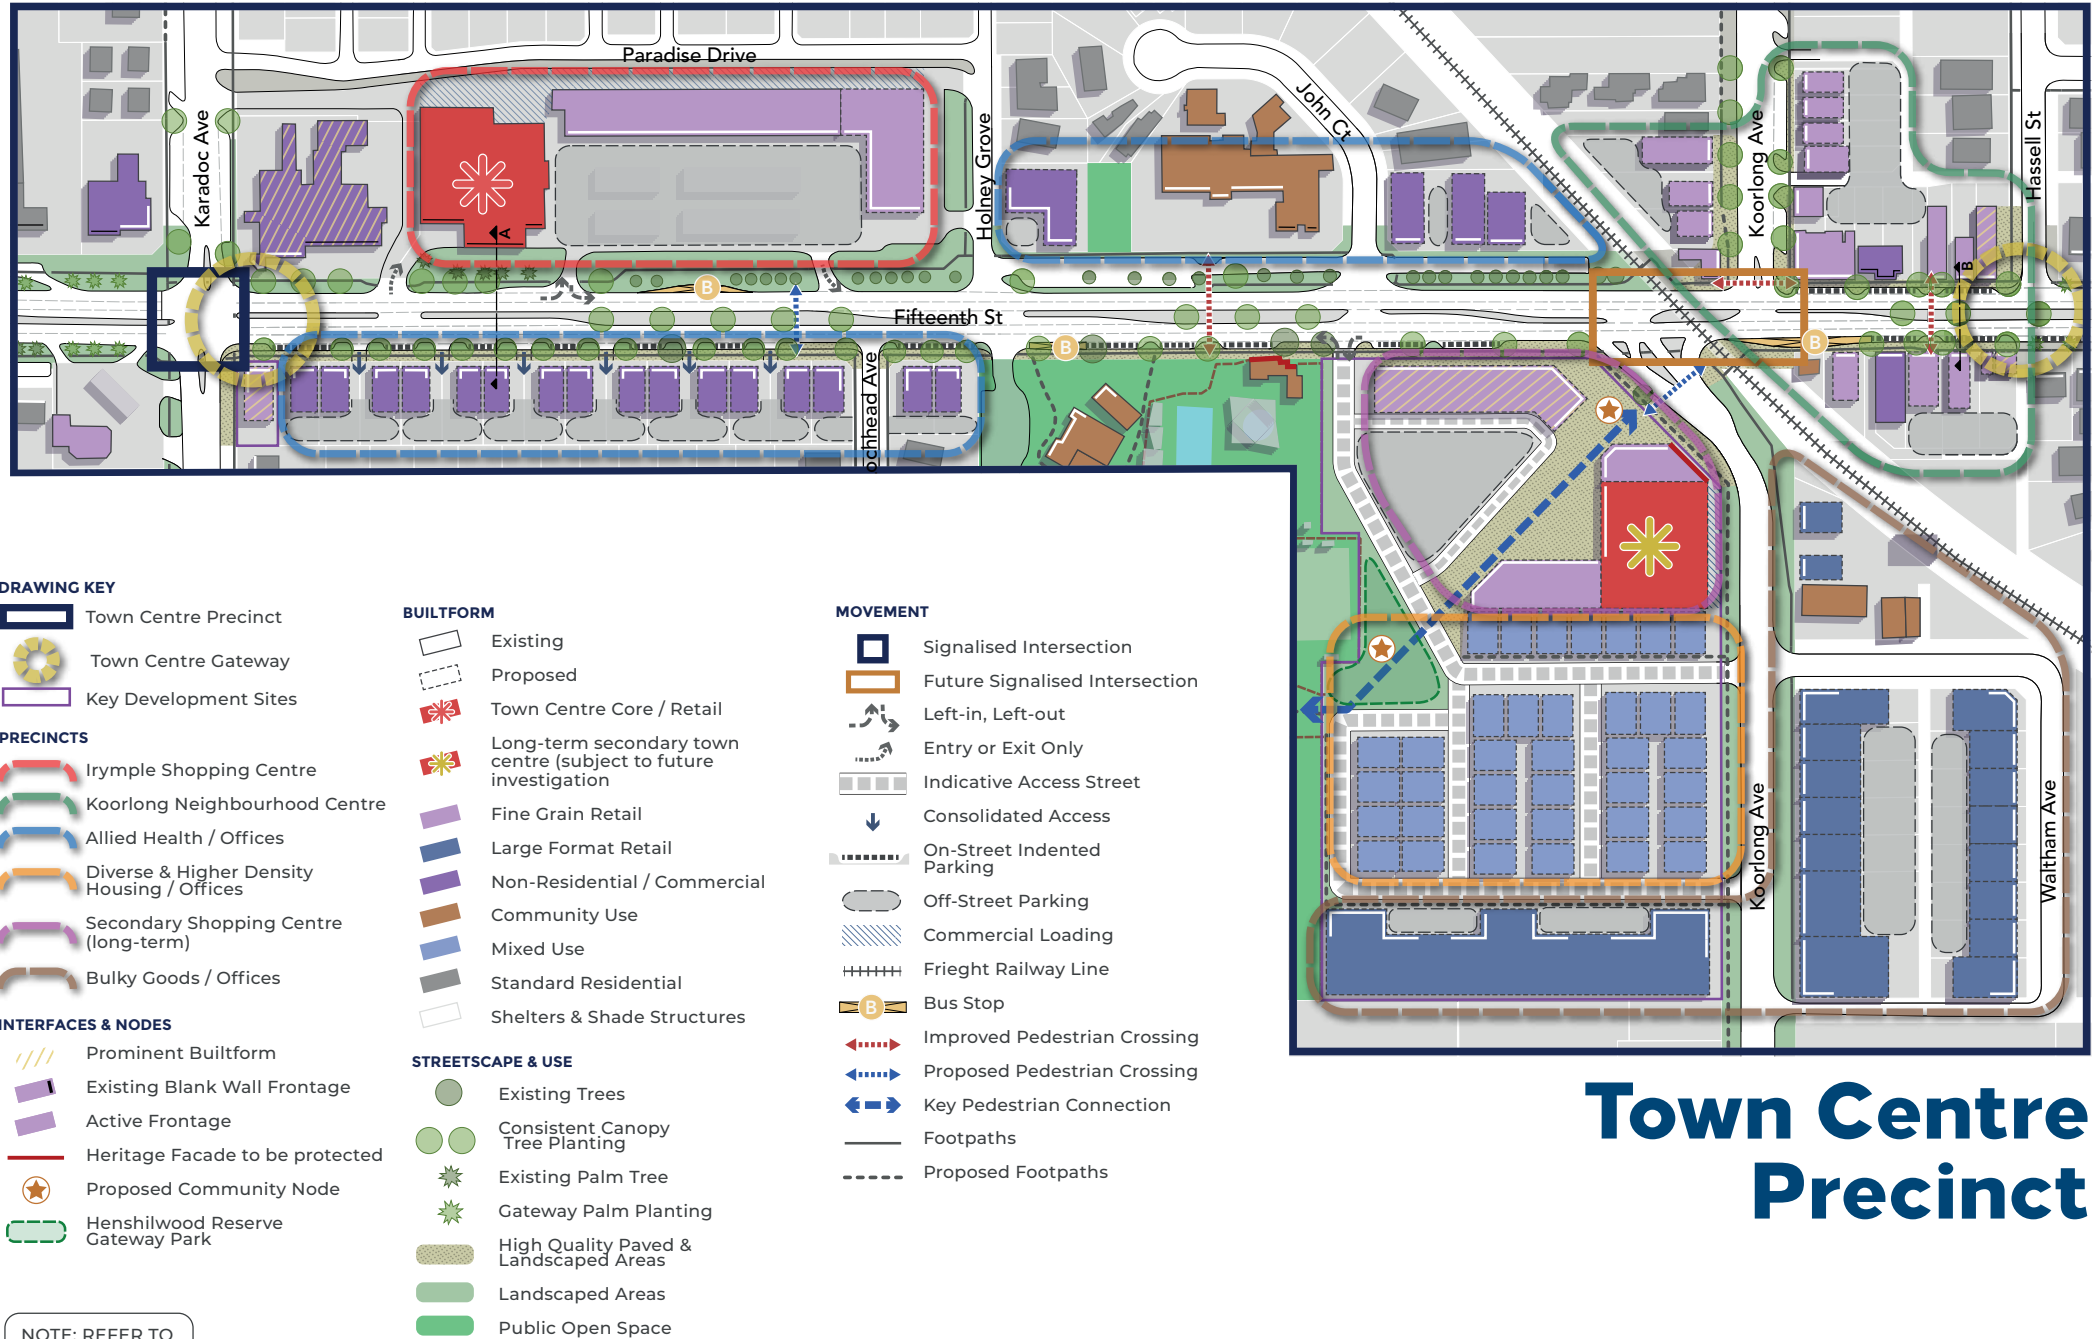 Paradise Drive
Karadoc Ave
Holney Grove
John Ct
Koorlong Ave
Hassell St
A
B
B
Fifteenth St
B
B
ochhead Ave
Koorlong Ave
Waltham Ave
DRAWING KEY
Town Centre Precinct
Town Centre Gateway
Key Development Sites
PRECINCTS
Irymple Shopping Centre
Koorlong Neighbourhood Centre
Allied Health / Offices
Diverse & Higher Density
Housing / Offices
Secondary Shopping Centre
(long-term)
Bulky Goods / Offices
INTERFACES & NODES
Prominent Builtform
Existing Blank Wall Frontage
Active Frontage
Heritage Facade to be protected
Proposed Community Node
Henshilwood Reserve
Gateway Park
NOTE: REFER TO
BUILTFORM
Existing
Proposed
Town Centre Core / Retail
Long-term secondary town
centre (subject to future
investigation
Fine Grain Retail
Large Format Retail
Non-Residential / Commercial
Community Use
Mixed Use
Standard Residential
Shelters & Shade Structures
STREETSCAPE & USE
Existing Trees
Consistent Canopy
Tree Planting
Existing Palm Tree
Gateway Palm Planting
High Quality Paved &
Landscaped Areas
Landscaped Areas
Public Open Space
MOVEMENT
Signalised Intersection
Future Signalised Intersection
Left-in, Left-out
Entry or Exit Only
Indicative Access Street
Consolidated Access
On-Street Indented
Parking
Off-Street Parking
Commercial Loading
Frieght Railway Line
B
Bus Stop
Improved Pedestrian Crossing
Proposed Pedestrian Crossing
Key Pedestrian Connection
Footpaths
Proposed Footpaths
Town Centre
Precinct